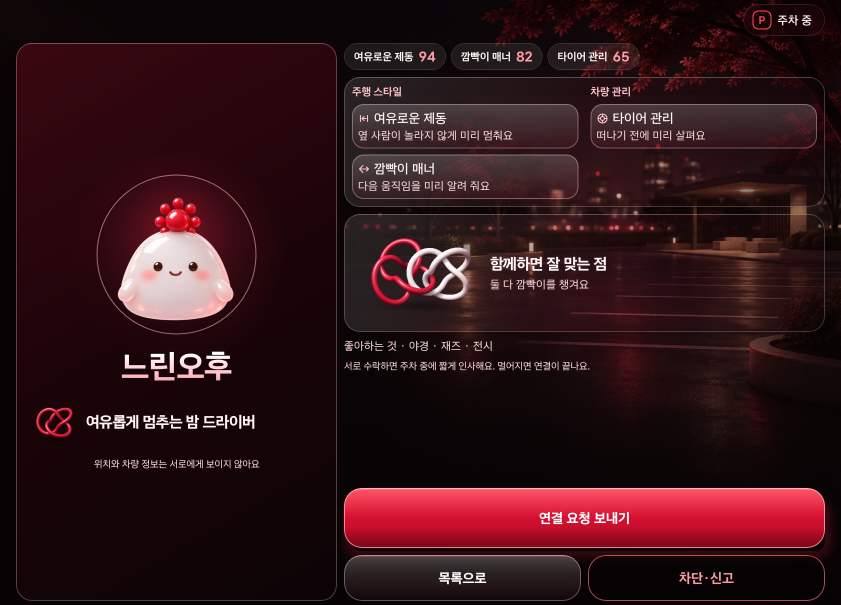 P 주차 중
느린오후
여유롭게 멈추는 밤 드라이버
위치와 차량 정보는 서로에게 보이지 않아요
여유로운 제동 94 깜빡이 매너 82 타이어 관리 65
주행 스타일
여유로운 제동
옆 사람이 놀라지 않게 미리 멈춰요
깜빡이 매너
다음 움직임을 미리 알려 줘요
차량 관리
타이어 관리
떠나기 전에 미리 살펴요
함께하면 잘 맞는 점
둘 다 깜빡이를 챙겨요
좋아하는 것 · 야경 · 재즈 · 전시
서로 수락하면 주차 중에 짧게 인사해요. 멀어지면 연결이 끝나요.
연결 요청 보내기
목록으로
차단·신고